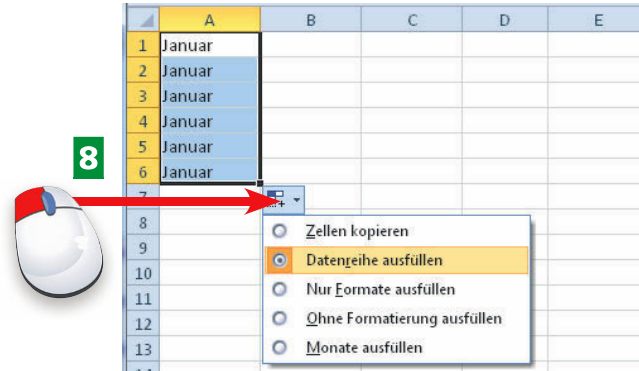 A B C D E
1 Januar
2 Januar
3 Januar
4 Januar
5 Januar
6 Januar
8
7
8
Zellen kopieren
9
Datenreihe ausfüllen
10
Nur Formate ausfüllen
11
Ohne Formatierung ausfüllen
12
Monate ausfüllen
13
14